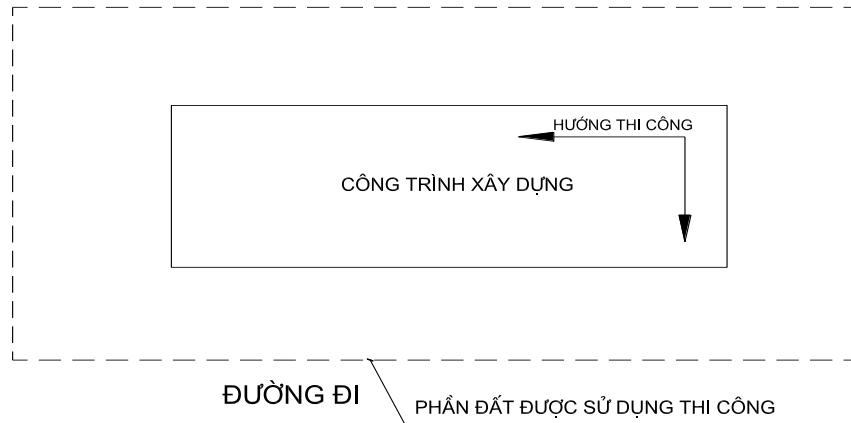 HƯỚNG THI CÔNG
CÔNG TRÌNH XÂY DỰNG
ĐƯỜNG ĐI
PHẦN ĐẤT ĐƯỢC SỬ DỤNG THI CÔNG